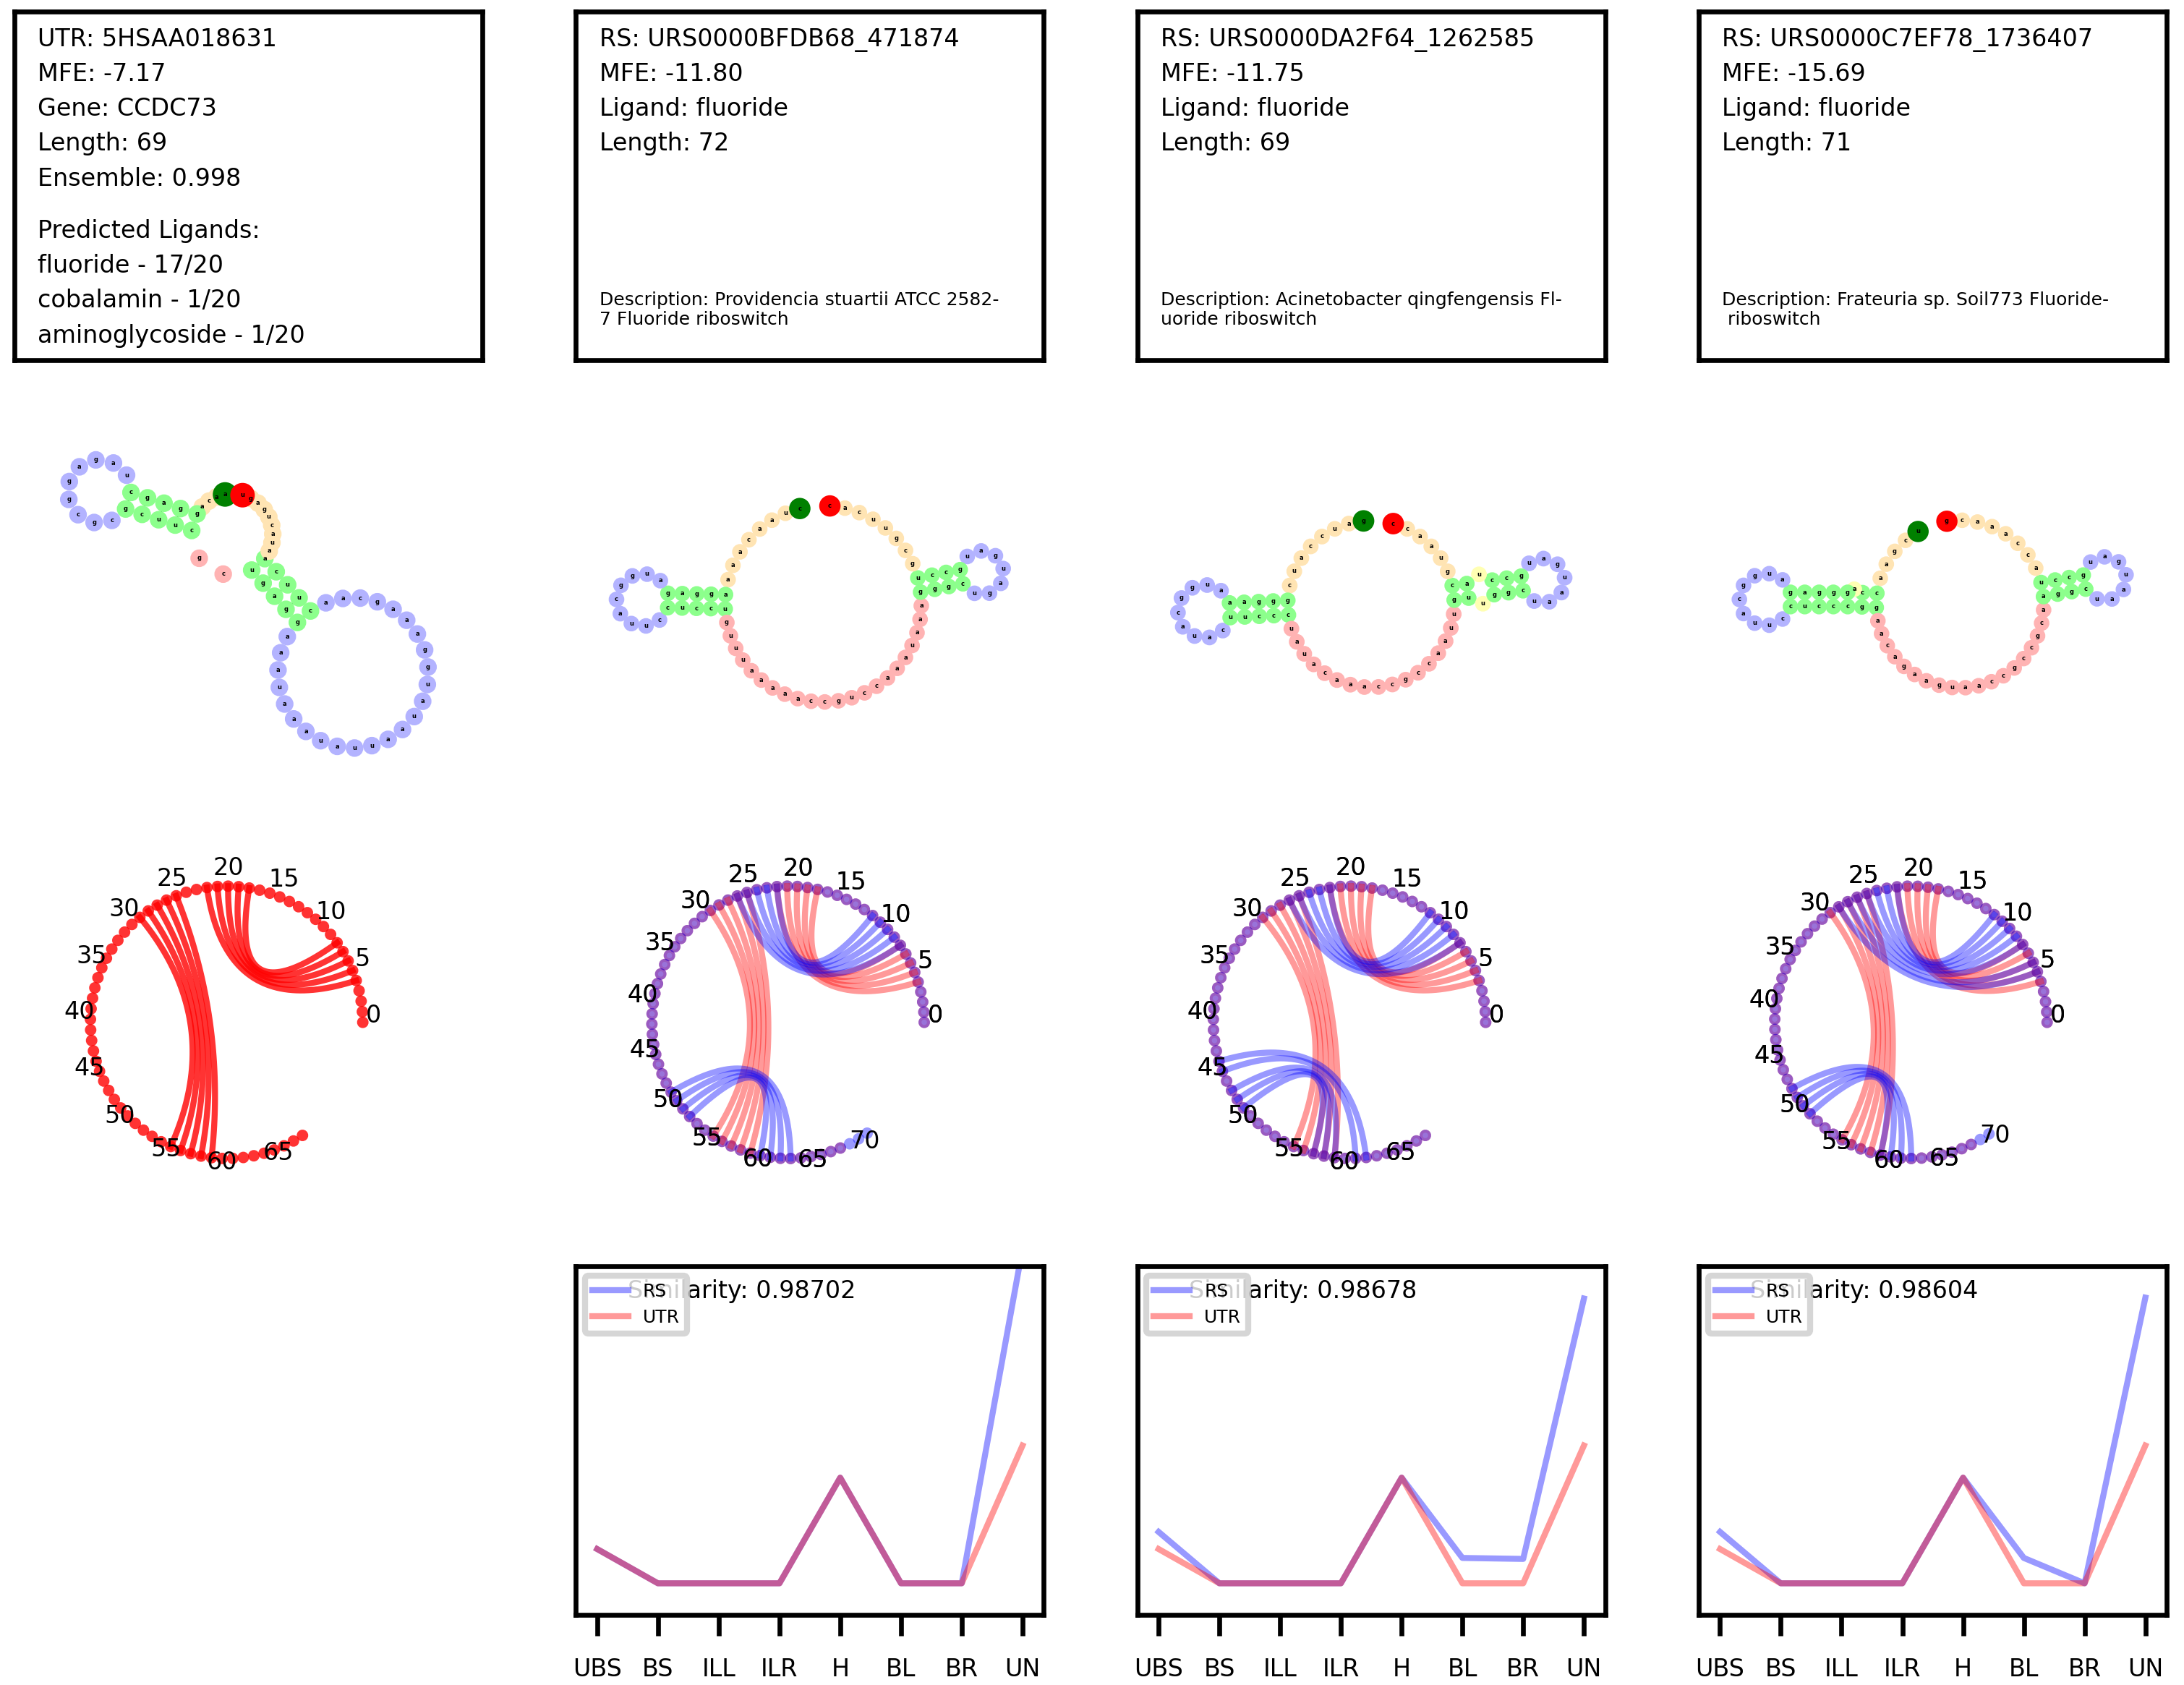 UTR: 5HSAA018631
MFE: -7.17
Gene: CCDC73
Length: 69
Ensemble: 0.998
Predicted Ligands:
fluoride - 17/20
cobalamin - 1/20
aminoglycoside - 1/20
RS: URS0000BFDB68_471874
MFE: -11.80
Ligand: fluoride
Length: 72
Description: Providencia stuartii ATCC 2582-
7 Fluoride riboswitch
RS: URS0000DA2F64_1262585
MFE: -11.75
Ligand: fluoride
Length: 69
Description: Acinetobacter qingfengensis Fl-
uoride riboswitch
RS: URS0000C7EF78_1736407
MFE: -15.69
Ligand: fluoride
Length: 71
Description: Frateuria sp. Soil773 Fluoride-
riboswitch
0 5 10 15 20 25 30 35 40 45 50 55 60 65
0 5 10 15 20 25 30 35 40 45 50 55 60 65 70
0 5 10 15 20 25 30 35 40 45 50 55 60 65
0 5 10 15 20 25 30 35 40 45 50 55 60 65 70
Similarity: 0.98702
RS
UTR
UBS BS ILL ILR H BL BR UN
Similarity: 0.98678
RS
UTR
UBS BS ILL ILR H BL BR UN
Similarity: 0.98604
RS
UTR
UBS BS ILL ILR H BL BR UN